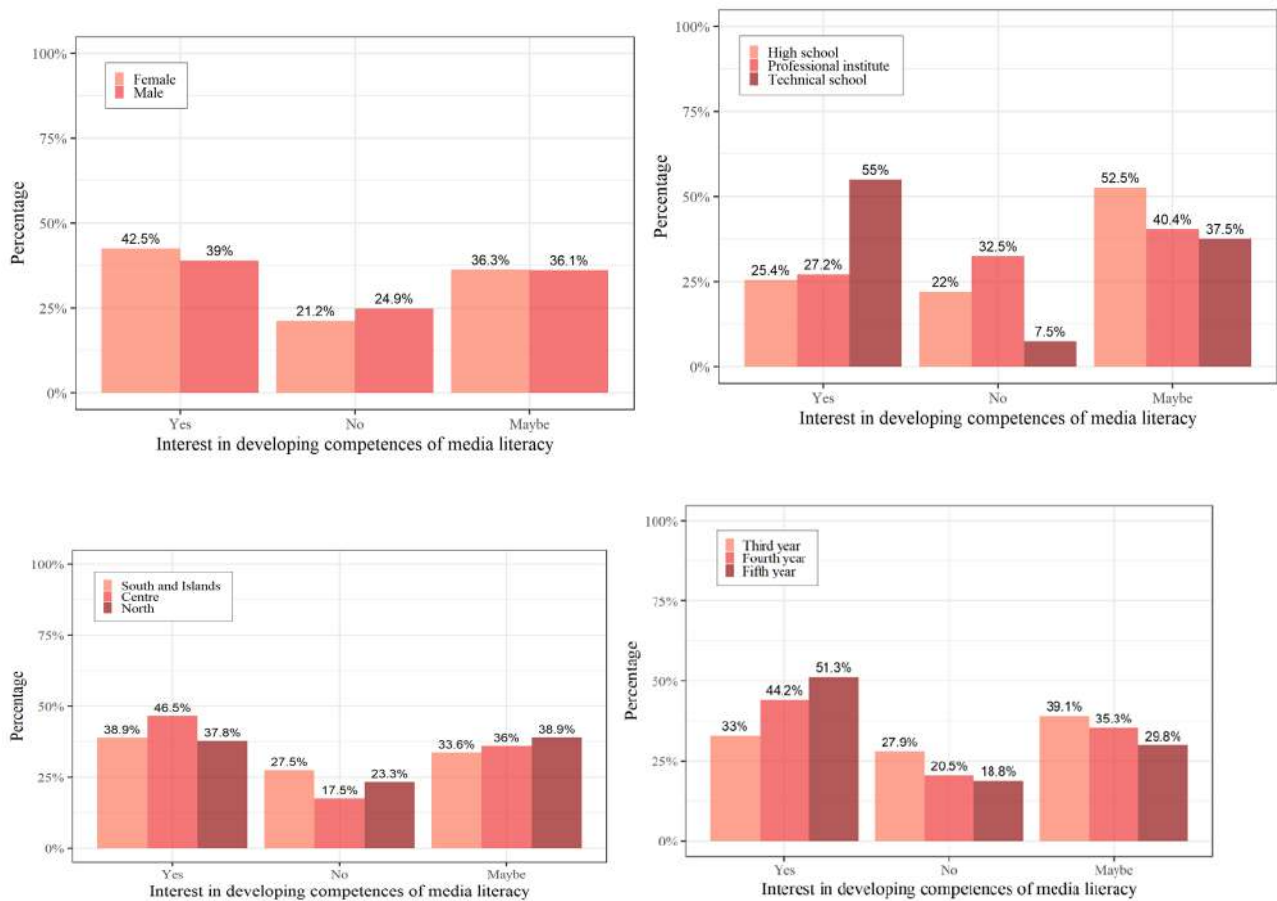 100%
Female
Male
75%
Percentage
50%
42.5%
39%
36.3%
36.1%
25%
21.2%
24.9%
0%
Yes
No
Maybe
Interest in developing competences of media literacy
100%
High school
Professional institute
Technical school
75%
Percentage
55%
52.5%
50%
40.4%
37.5%
32.5%
25.4%
27.2%
25%
22%
7.5%
0%
Yes
No
Maybe
Interest in developing competences of media literacy
100%
South and Islands
Centre
North
75%
Percentage
50%
38.9%
46.5%
37.8%
27.5%
17.5%
23.3%
33.6%
36%
38.9%
25%
0%
Yes
No
Maybe
Interest in developing competences of media literacy
100%
Third year
Fourth year
Fifth year
75%
Percentage
50%
33%
44.2%
51.3%
27.9%
20.5%
18.8%
39.1%
35.3%
29.8%
25%
0%
Yes
No
Maybe
Interest in developing competences of media literacy